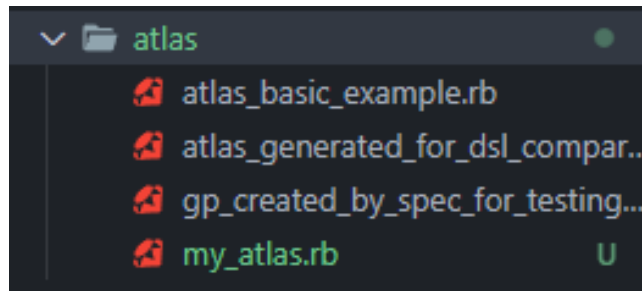 atlas
atlas_basic_example.rb
atlas_generated_for_dsl_compar...
gp_created_by_spec_for_testing...
my_atlas.rb U